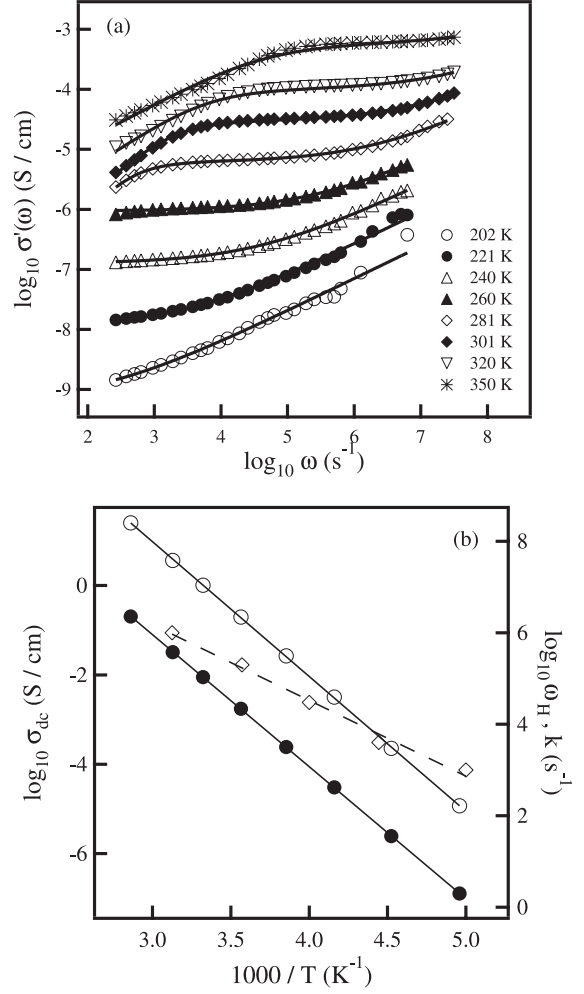 (a)
-3
-4
-5
-6
-7
-8
-9
log₁₀ σ'(ω) (S / cm)
202 K
221 K
240 K
260 K
281 K
301 K
320 K
350 K
2 3 4 5 6 7 8
log₁₀ ω (s⁻¹)
(b)
0
-2
-4
-6
log₁₀ σdc (S / cm)
8
6
4
2
0
log₁₀ ωH , k (s⁻¹)
3.0 3.5 4.0 4.5 5.0
1000 / T (K⁻¹)